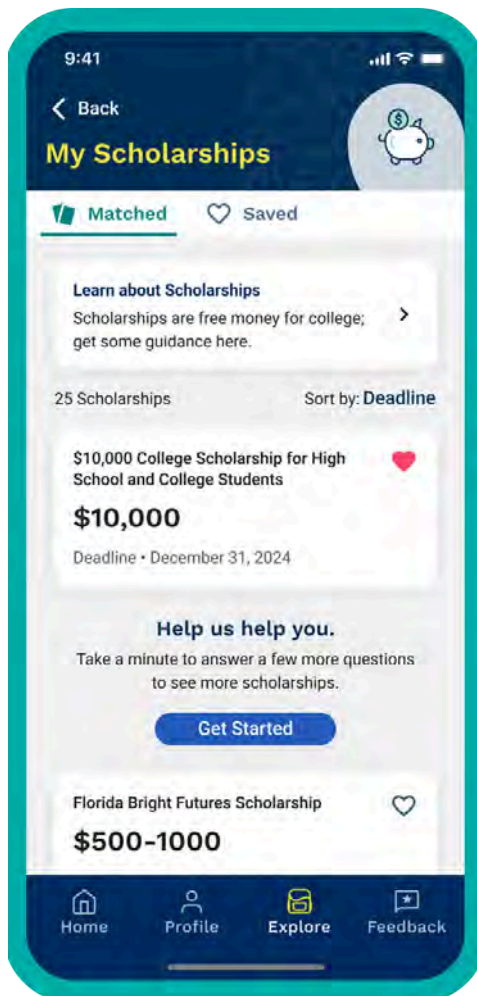 9:41
Back
My Scholarships
$
Matched
Saved
Learn about Scholarships
Scholarships are free money for college;
get some guidance here.
25 Scholarships
Sort by: Deadline
$10,000 College Scholarship for High
School and College Students
$10,000
Deadline • December 31, 2024
Help us help you.
Take a minute to answer a few more questions
to see more scholarships.
Get Started
Florida Bright Futures Scholarship
$500-1000
Home
Profile
Explore
Feedback